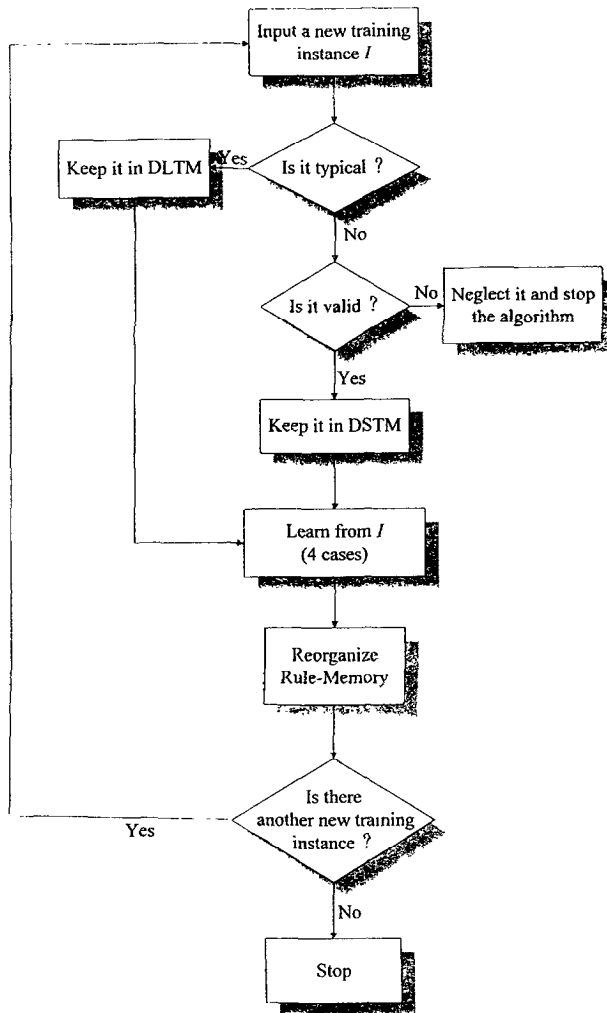 Input a new training
instance I
Keep it in DLTM
Yes
Is it typical ?
No
Is it valid ?
No
Neglect it and stop
the algorithm
Yes
Keep it in DSTM
Learn from I
(4 cases)
Reorganize
Rule-Memory
Is there
another new training
instance ?
Yes
No
Stop